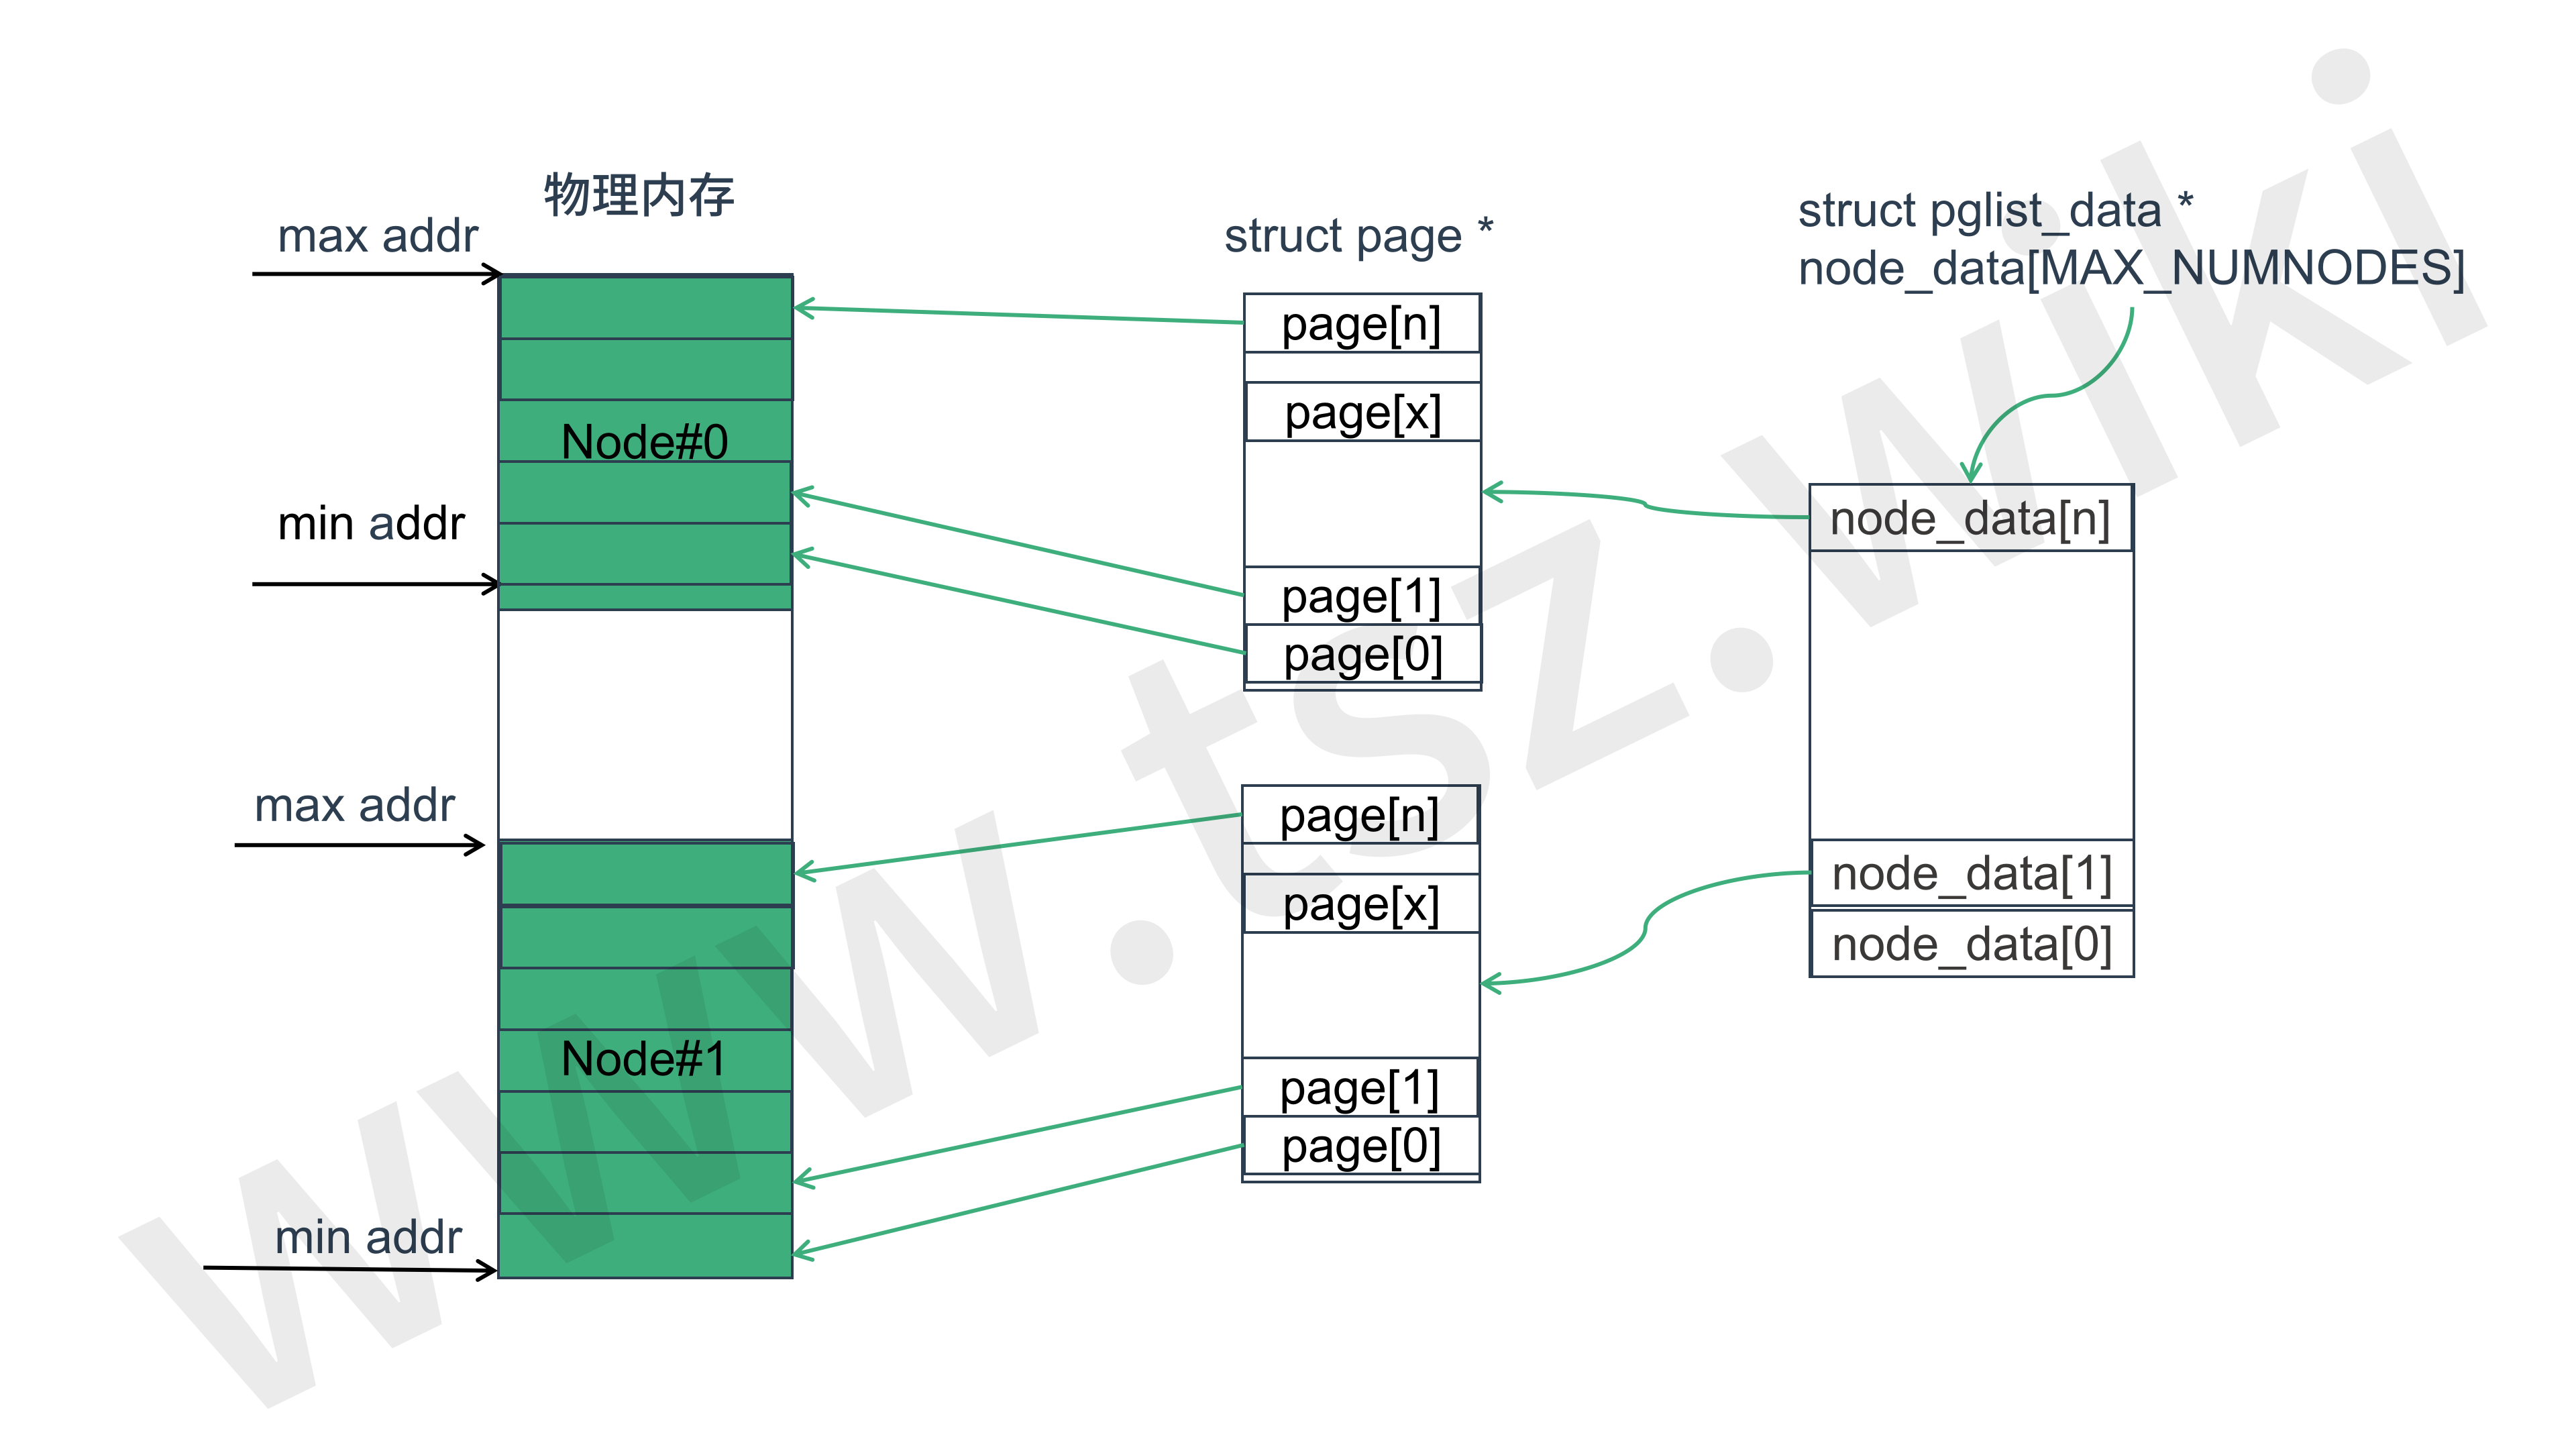 物理内存
max addr
Node#0
min addr
max addr
Node#1
min addr
struct page *
page[n]
page[x]
page[1]
page[0]
page[n]
page[x]
page[1]
page[0]
struct pglist_data *
node_data[MAX_NUMNODES]
node_data[n]
node_data[1]
node_data[0]
www.tsz.wiki